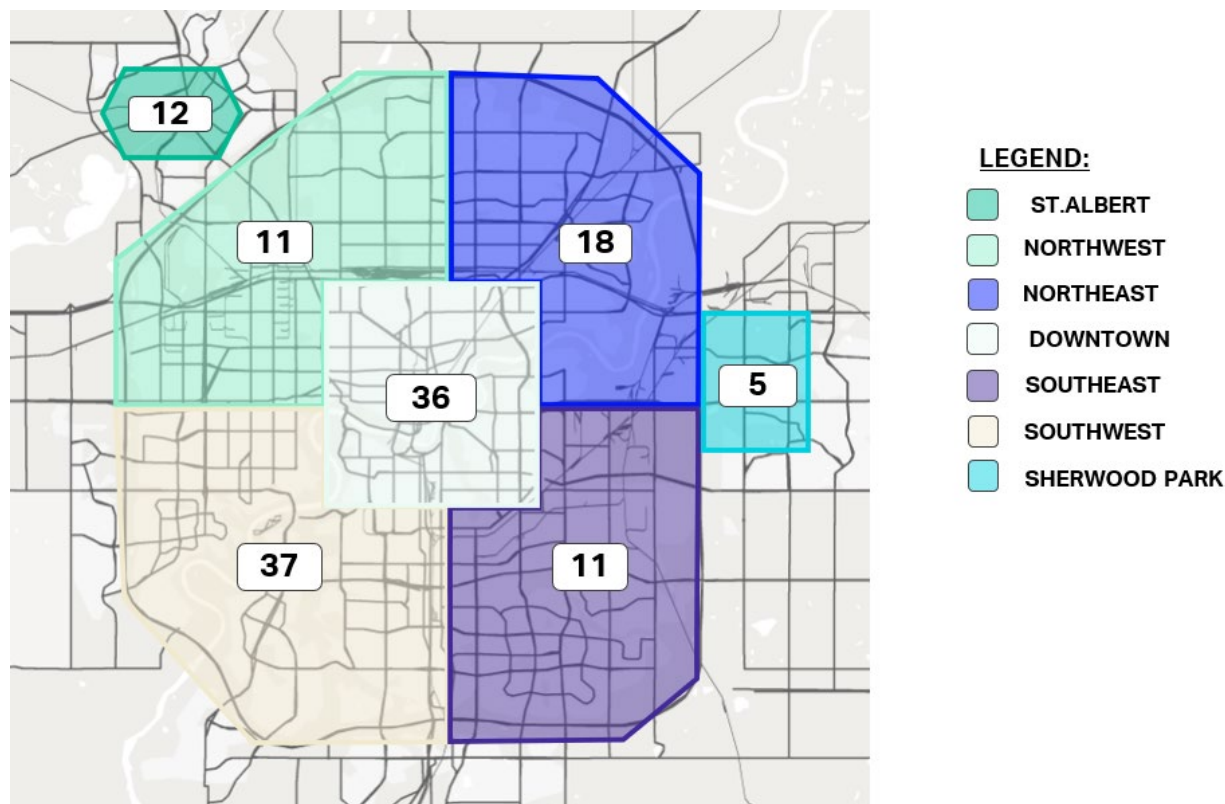 12
11
18
36
5
37
11
LEGEND:
ST.ALBERT
NORTHWEST
NORTHEAST
DOWNTOWN
SOUTHEAST
SOUTHWEST
SHERWOOD PARK